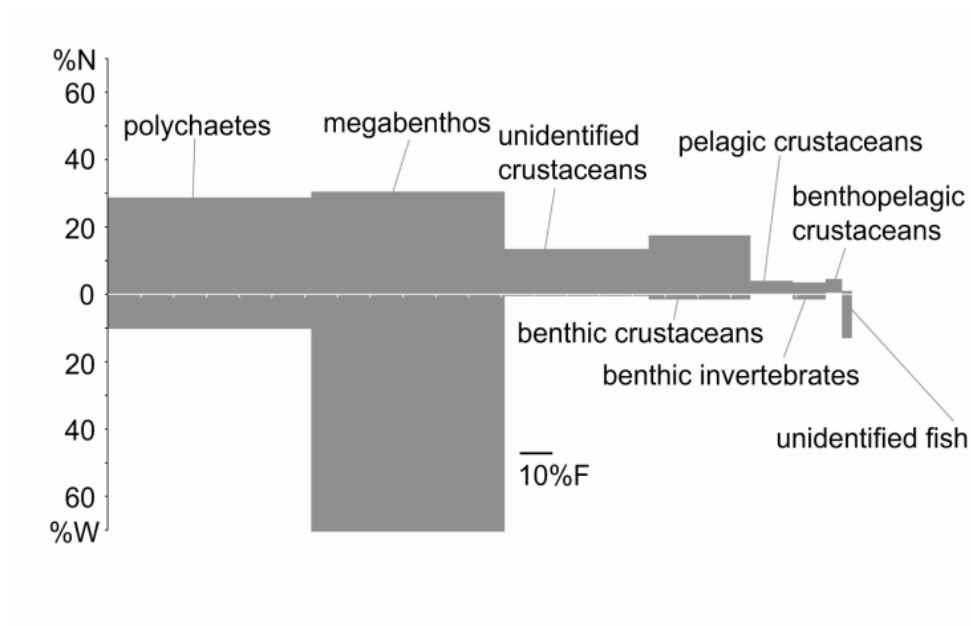 %N
60
40
20
0
20
40
60
%W
polychaetes
megabenthos
unidentified
crustaceans
pelagic crustaceans
benthopelagic
crustaceans
benthic crustaceans
benthic invertebrates
unidentified fish
10%F